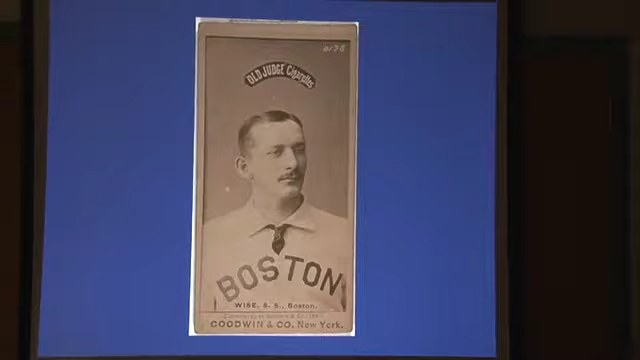 OLD JUDGE Cigarettes
BOSTON
WISE, S. S., Boston.
GOODWIN & CO. New York.